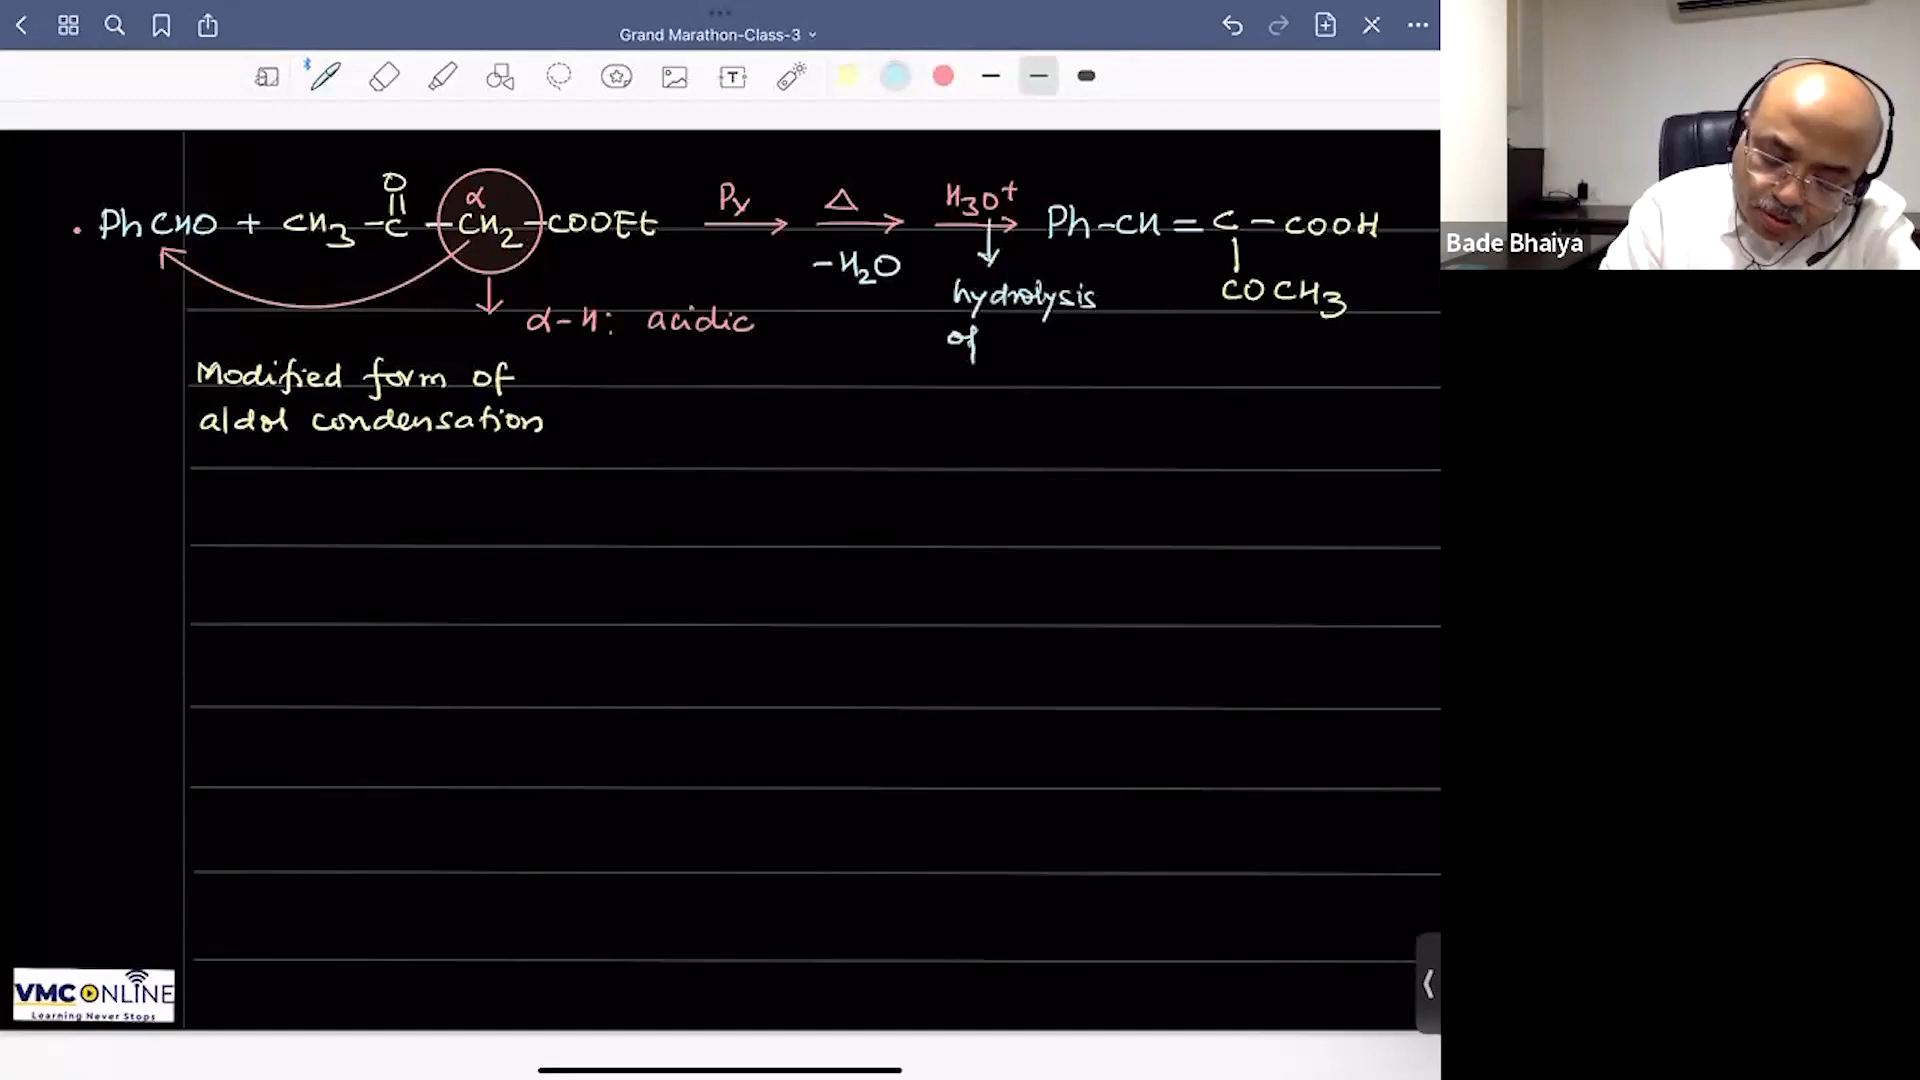 Grand Marathon-Class-3
T
O
α
Px
Δ
H3O+
. PhCHO + CH3 - C - CH2 - COOEt
Ph-CH = C - COOH
-H2O
COCH3
hydrolysis
of
α-H: acidic
Modified form of
aldol condensation
Bade Bhaiya
VMC ONLINE
Learning Never Stops